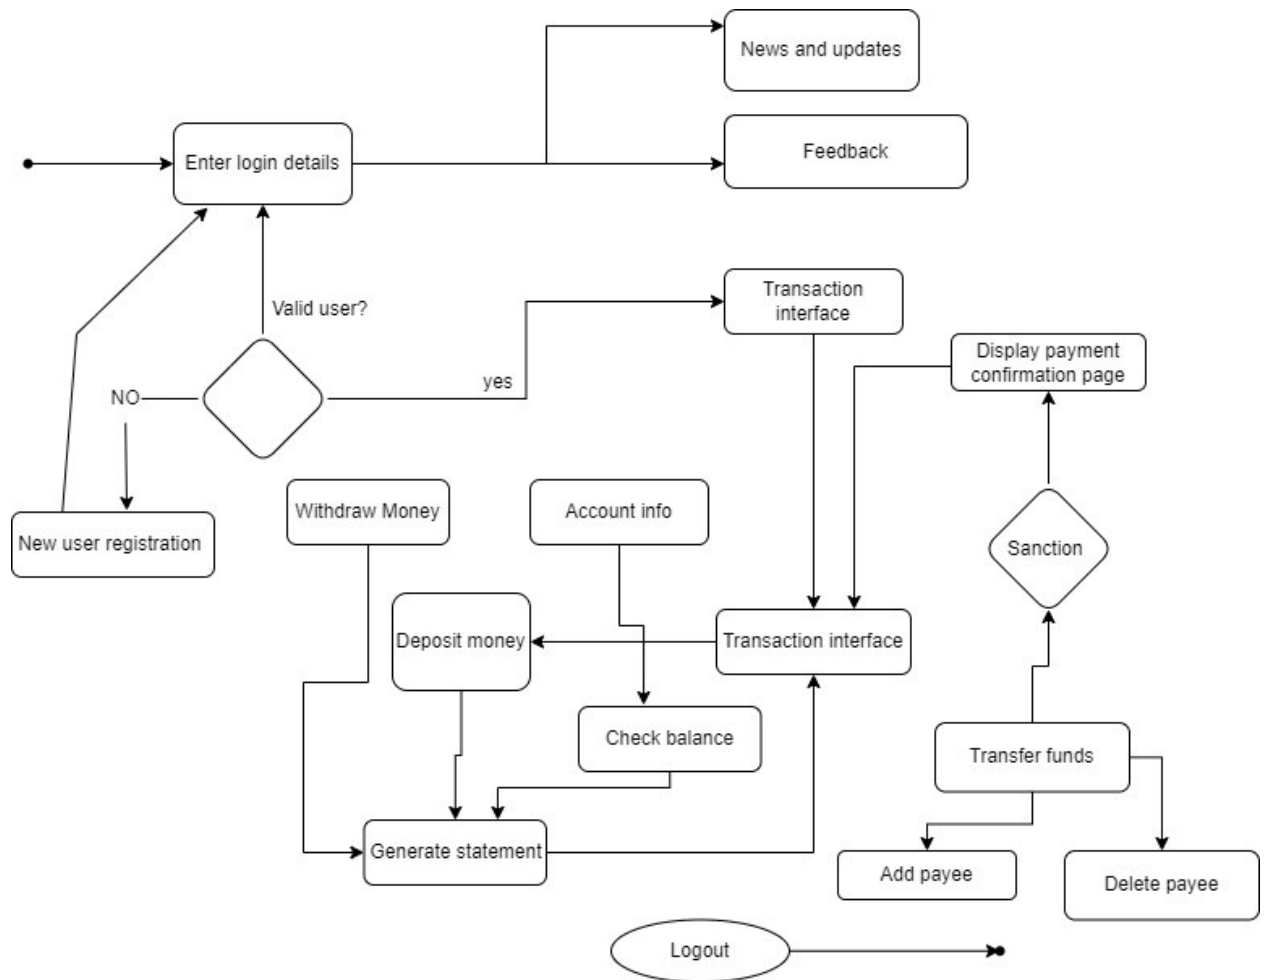 News and updates
Enter login details
Feedback
Valid user?
Transaction
interface
Display payment
confirmation page
yes
NO
Withdraw Money
Account info
New user registration
Sanction
Deposit money
Transaction interface
Check balance
Transfer funds
Generate statement
Add payee
Delete payee
Logout